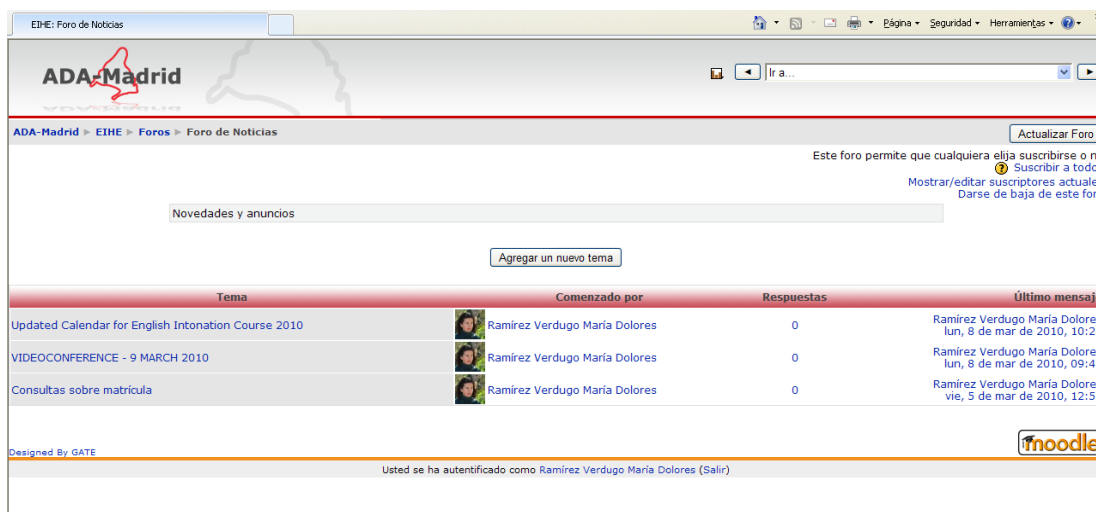 EIHE: Foro de Noticias
Página Seguridad Herramientas
ADA-Madrid
Ir a...
ADA-Madrid ► EIHE ► Foros ► Foro de Noticias
Actualizar Foro
Este foro permite que cualquiera elija suscribirse o n
Suscribir a todo
Mostrar/editar suscriptores actuale
Darse de baja de este for
Novedades y anuncios
Agregar un nuevo tema
Tema Comenzado por Respuestas Último mensaj
Updated Calendar for English Intonation Course 2010 Ramírez Verdugo María Dolores 0 Ramírez Verdugo María Dolore
lun, 8 de mar de 2010, 10:2
VIDEOCONFERENCE - 9 MARCH 2010 Ramírez Verdugo María Dolores 0 Ramírez Verdugo María Dolore
lun, 8 de mar de 2010, 09:4
Consultas sobre matrícula Ramírez Verdugo María Dolores 0 Ramírez Verdugo María Dolore
vie, 5 de mar de 2010, 12:5
moodle
Designed By GATE
Usted se ha autentificado como Ramírez Verdugo María Dolores (Salir)